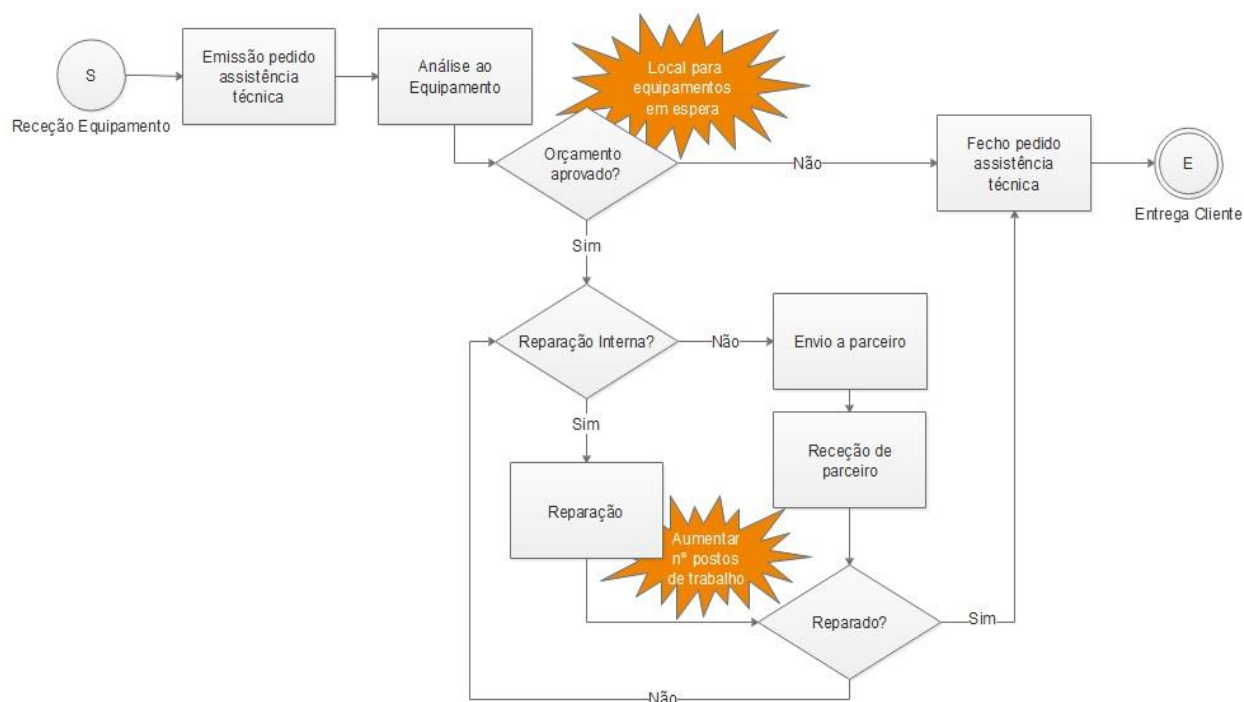 S
Receção Equipamento
Emissão pedido
assistência
técnica
Análise ao
Equipamento
Local para
equipamentos
em espera
Orçamento
aprovado?
Não
Fecho pedido
assistência
técnica
E
Entrega Cliente
Sim
Reparação Interna?
Não
Envio a parceiro
Sim
Receção de
parceiro
Reparação
Aumentar
nº postos
de trabalho
Reparado?
Sim
Não